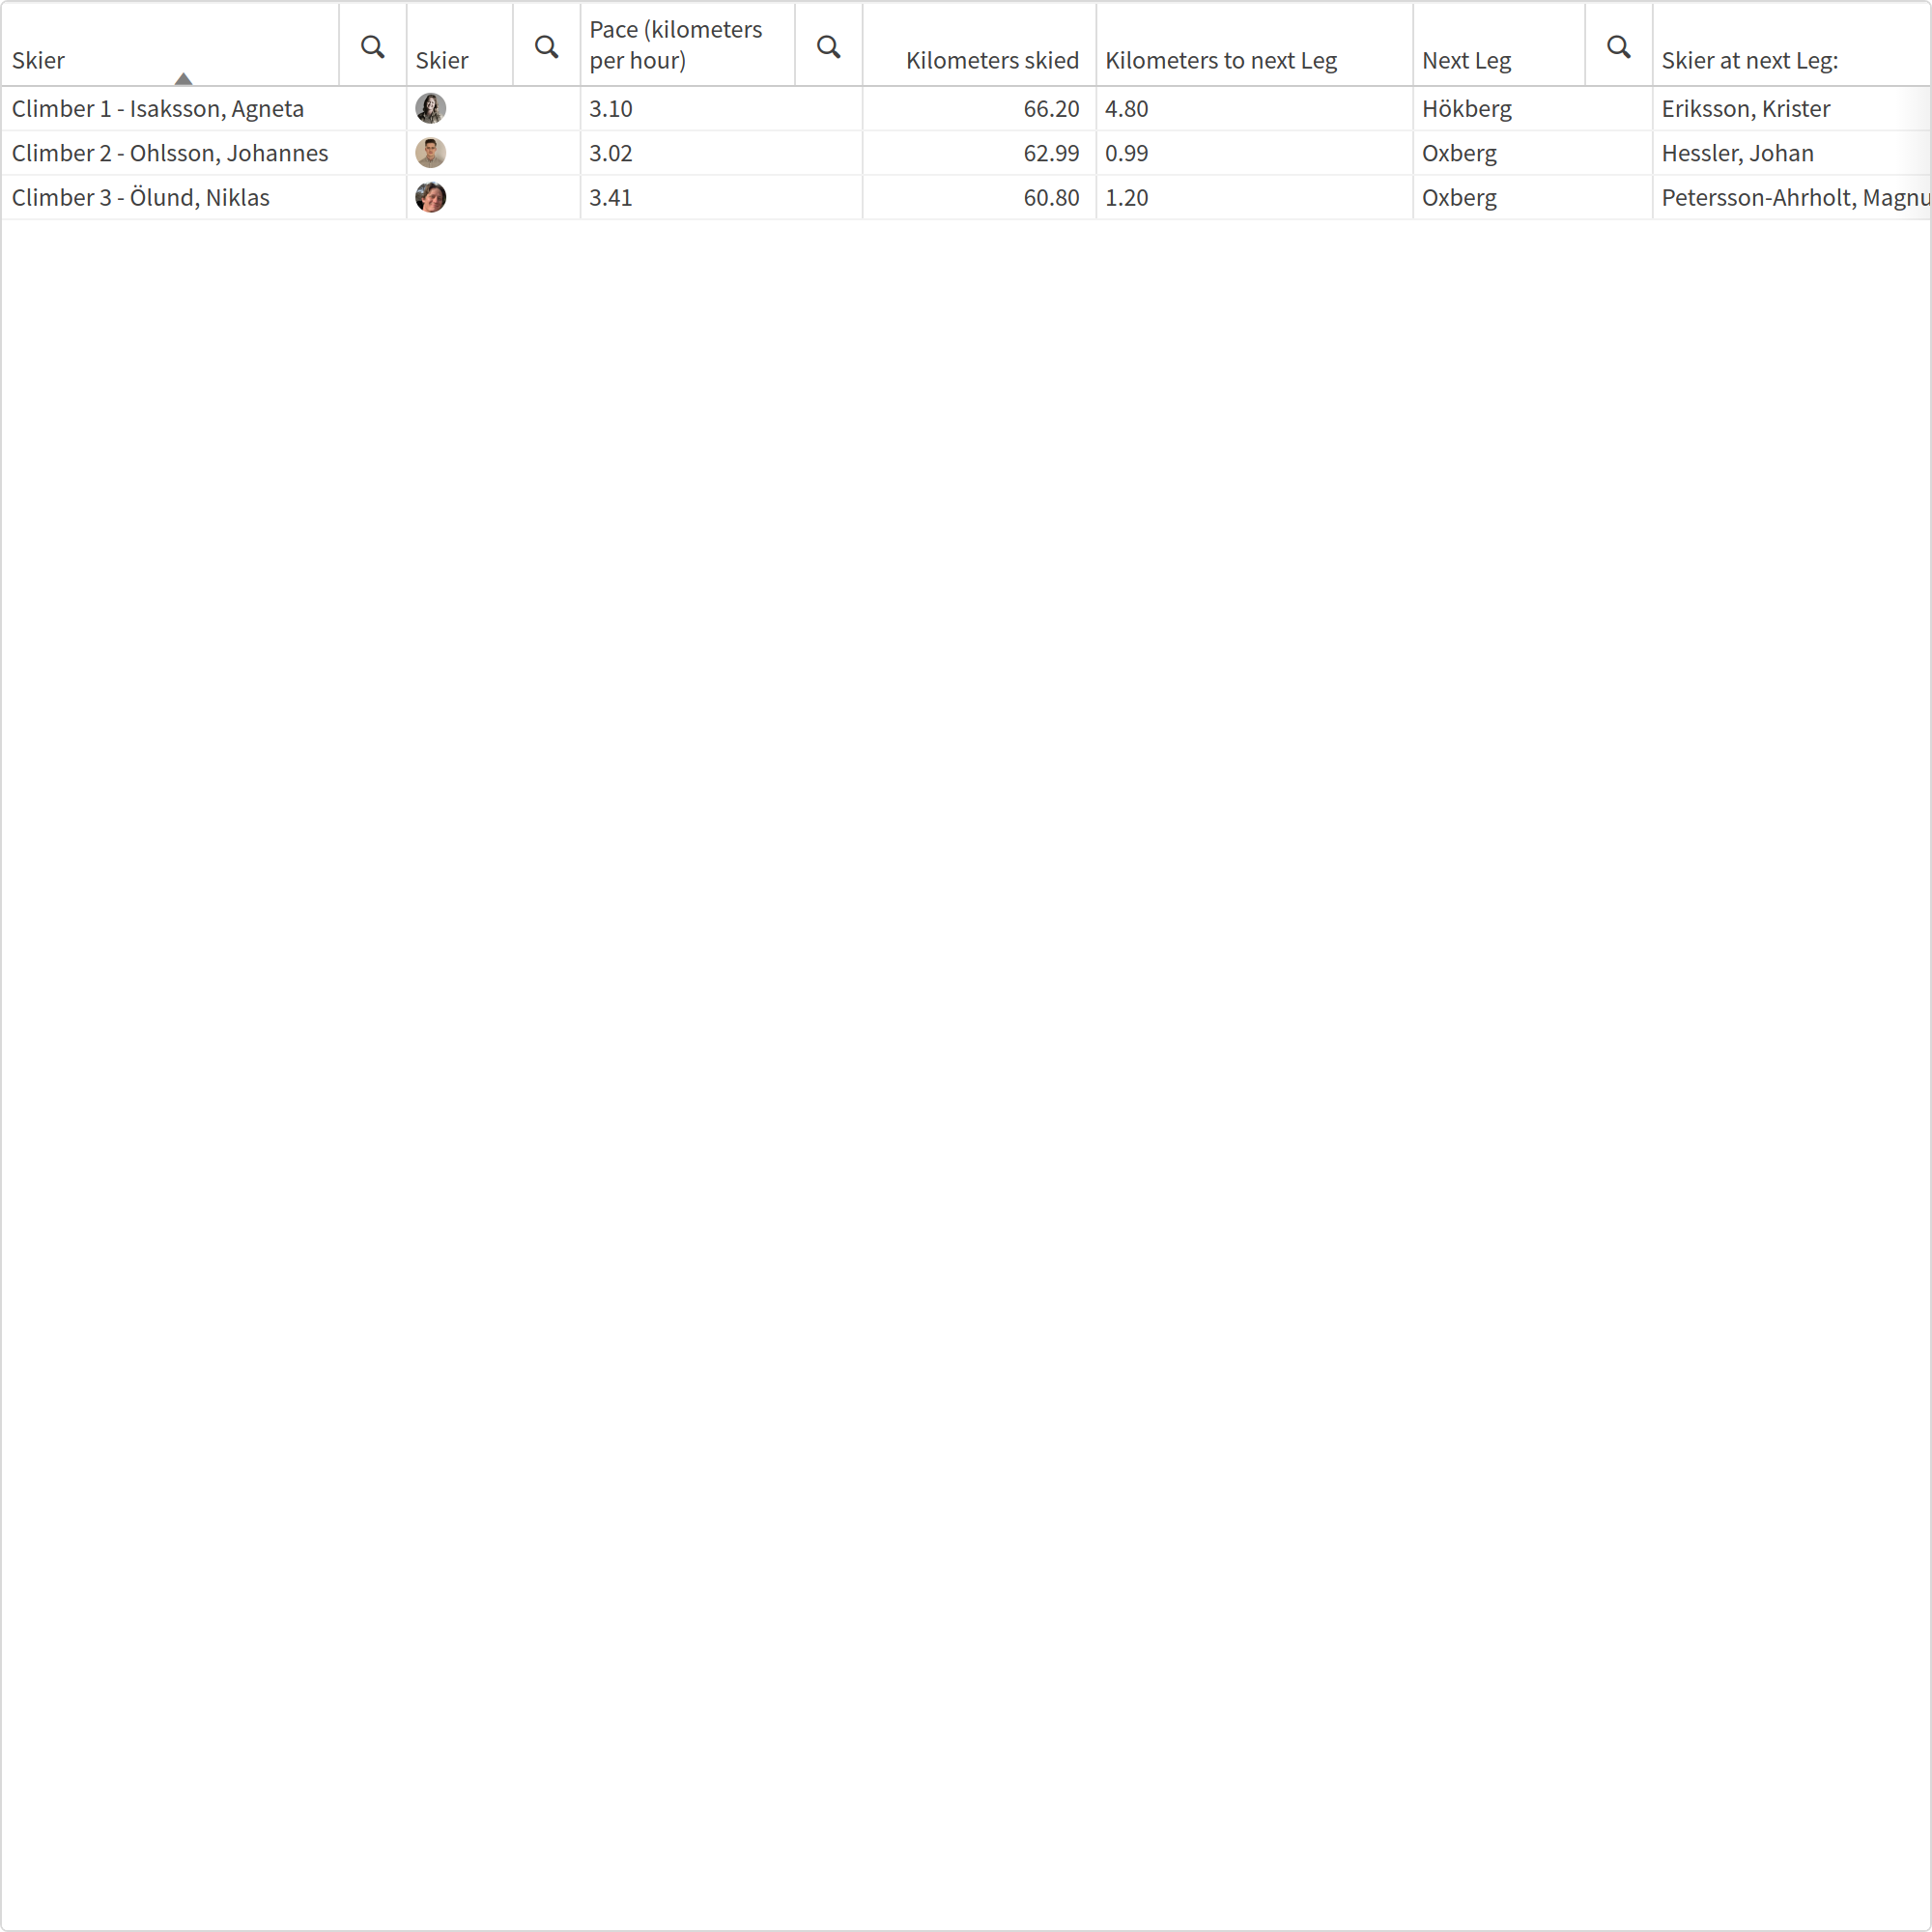 Skier Skier Pace (kilometers per hour) Kilometers skied Kilometers to next Leg Next Leg Skier at next Leg:
Climber 1 - Isaksson, Agneta 3.10 66.20 4.80 Hökberg Eriksson, Krister
Climber 2 - Ohlsson, Johannes 3.02 62.99 0.99 Oxberg Hessler, Johan
Climber 3 - Ölund, Niklas 3.41 60.80 1.20 Oxberg Petersson-Ahrholt, Magnu